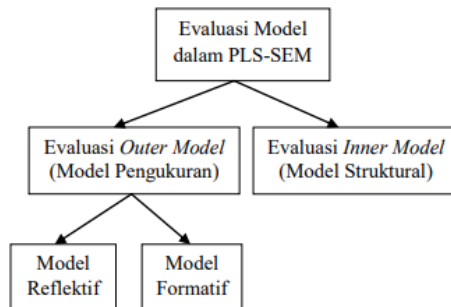 Evaluasi Model
dalam PLS-SEM
Evaluasi Outer Model
(Model Pengukuran)
Evaluasi Inner Model
(Model Struktural)
Model
Reflektif
Model
Formatif